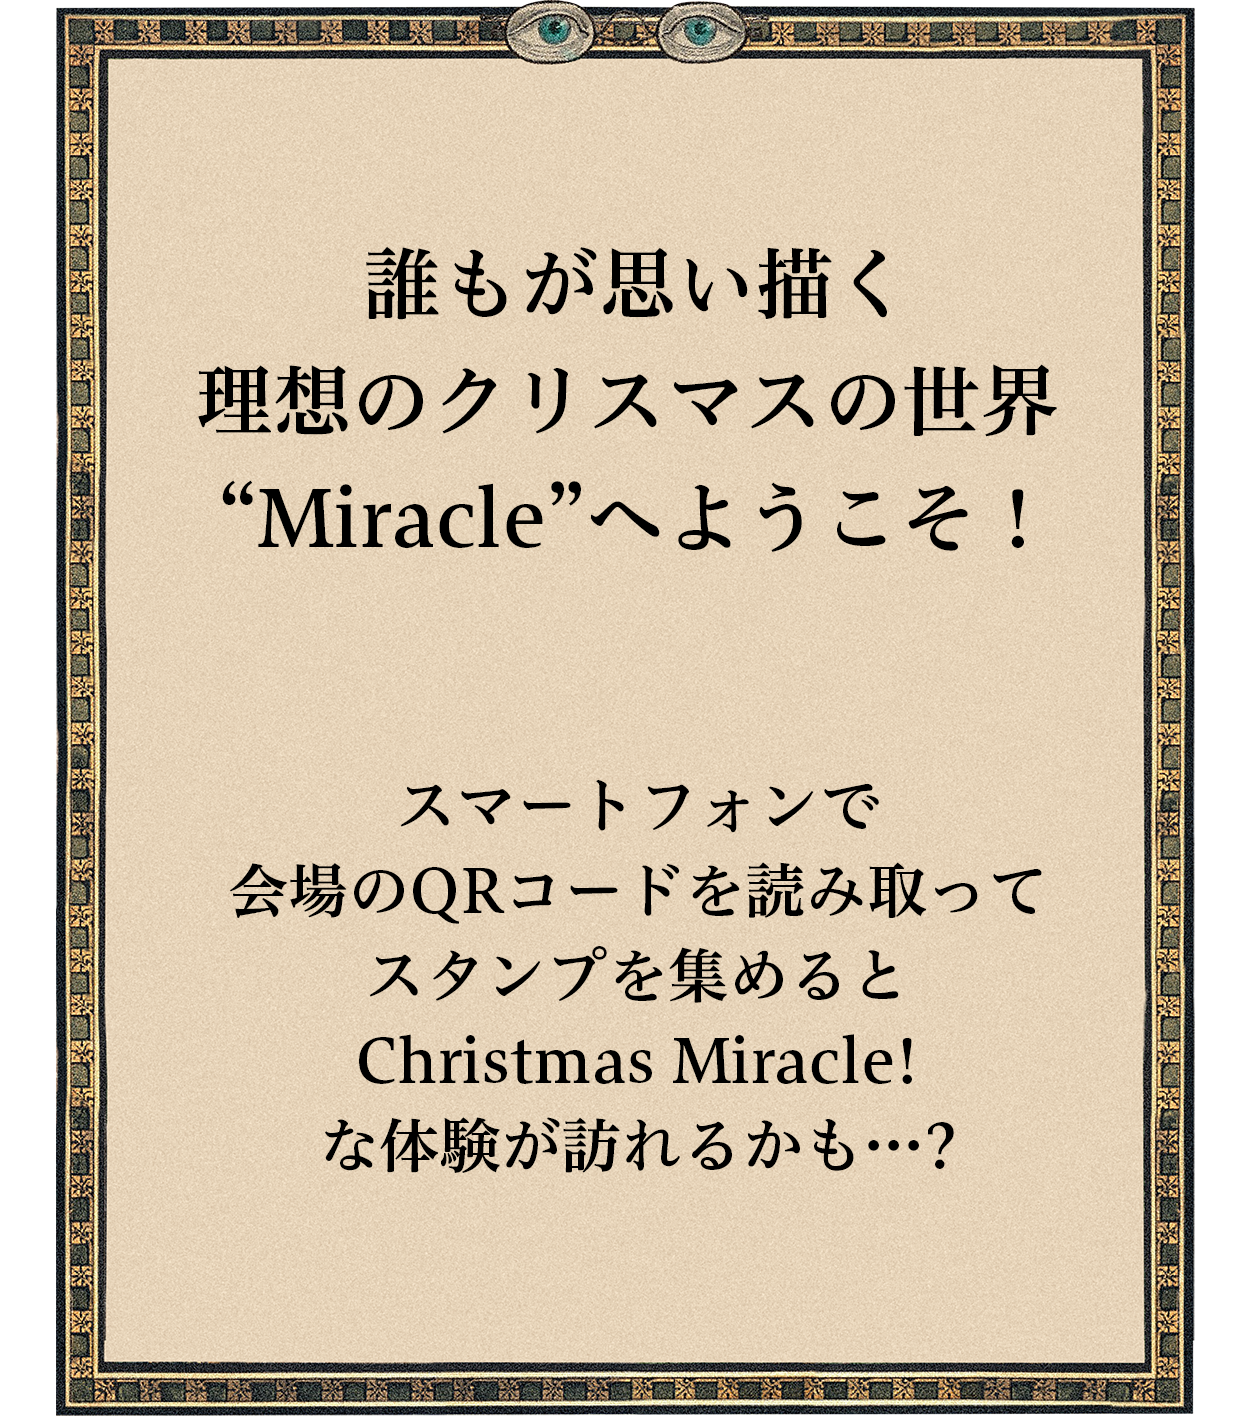 誰もが思い描く
理想のクリスマスの世界
“Miracle”へようこそ！
スマートフォンで
会場のQRコードを読み取って
スタンプを集めると
Christmas Miracle!
な体験が訪れるかも…?